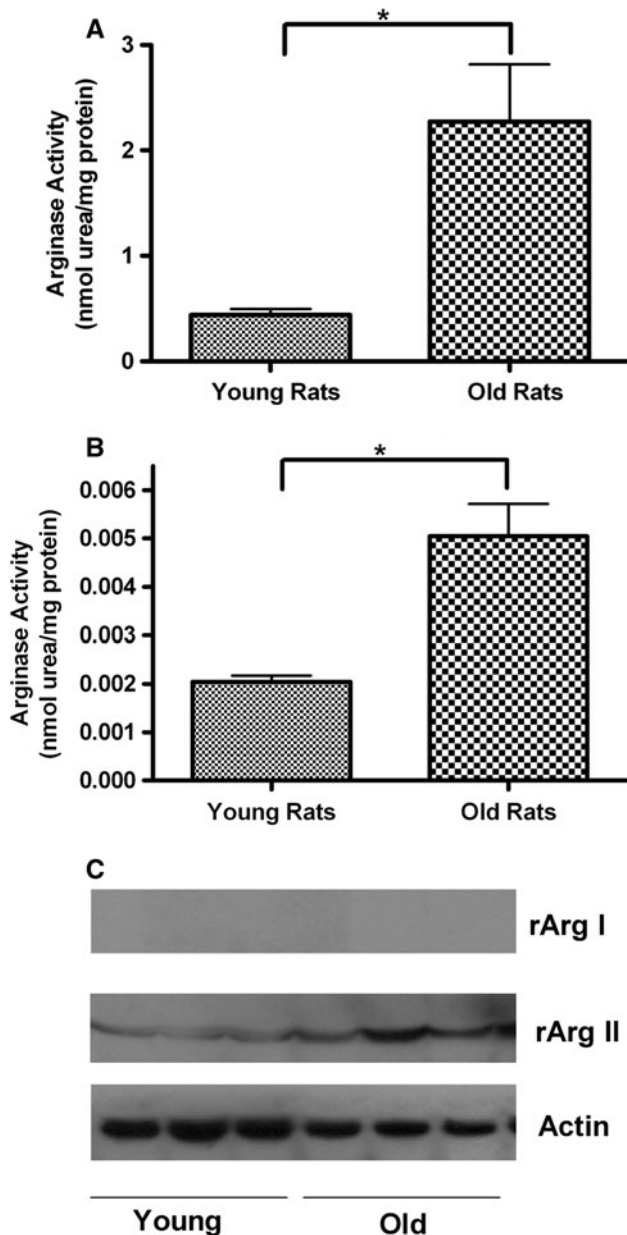 A
*
Arginase Activity
(nmol urea/mg protein)
3
2
1
0
Young Rats Old Rats
B
*
Arginase Activity
(nmol urea/mg protein)
0.006
0.005
0.004
0.003
0.002
0.001
0.000
Young Rats Old Rats
C
rArg I
rArg II
Actin
Young Old